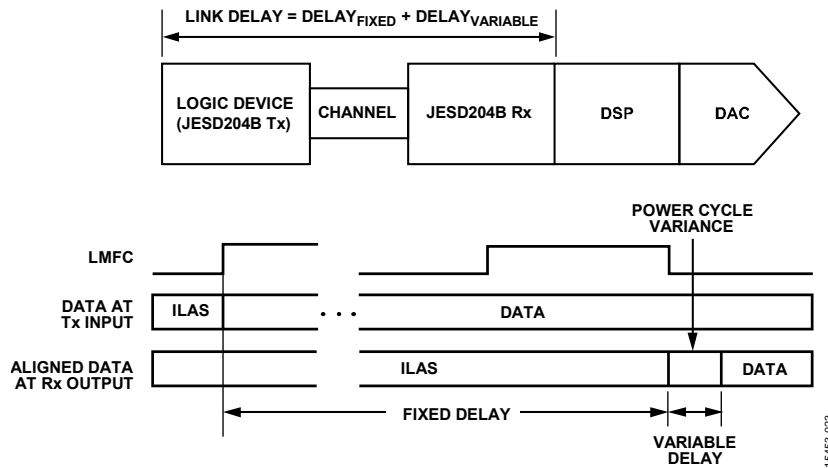 LINK DELAY = DELAYFIXED + DELAYVARIABLE
LOGIC DEVICE
(JESD204B Tx)
CHANNEL
JESD204B Rx
DSP
DAC
POWER CYCLE
VARIANCE
LMFC
DATA AT
Tx INPUT
ILAS
. . .
DATA
ALIGNED DATA
AT Rx OUTPUT
ILAS
DATA
FIXED DELAY
VARIABLE
DELAY